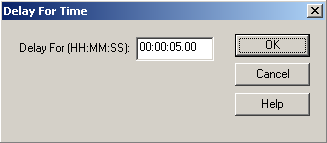 Delay For Time
Delay For (HH:MM:SS): 00:00:05.00
OK
Cancel
Help